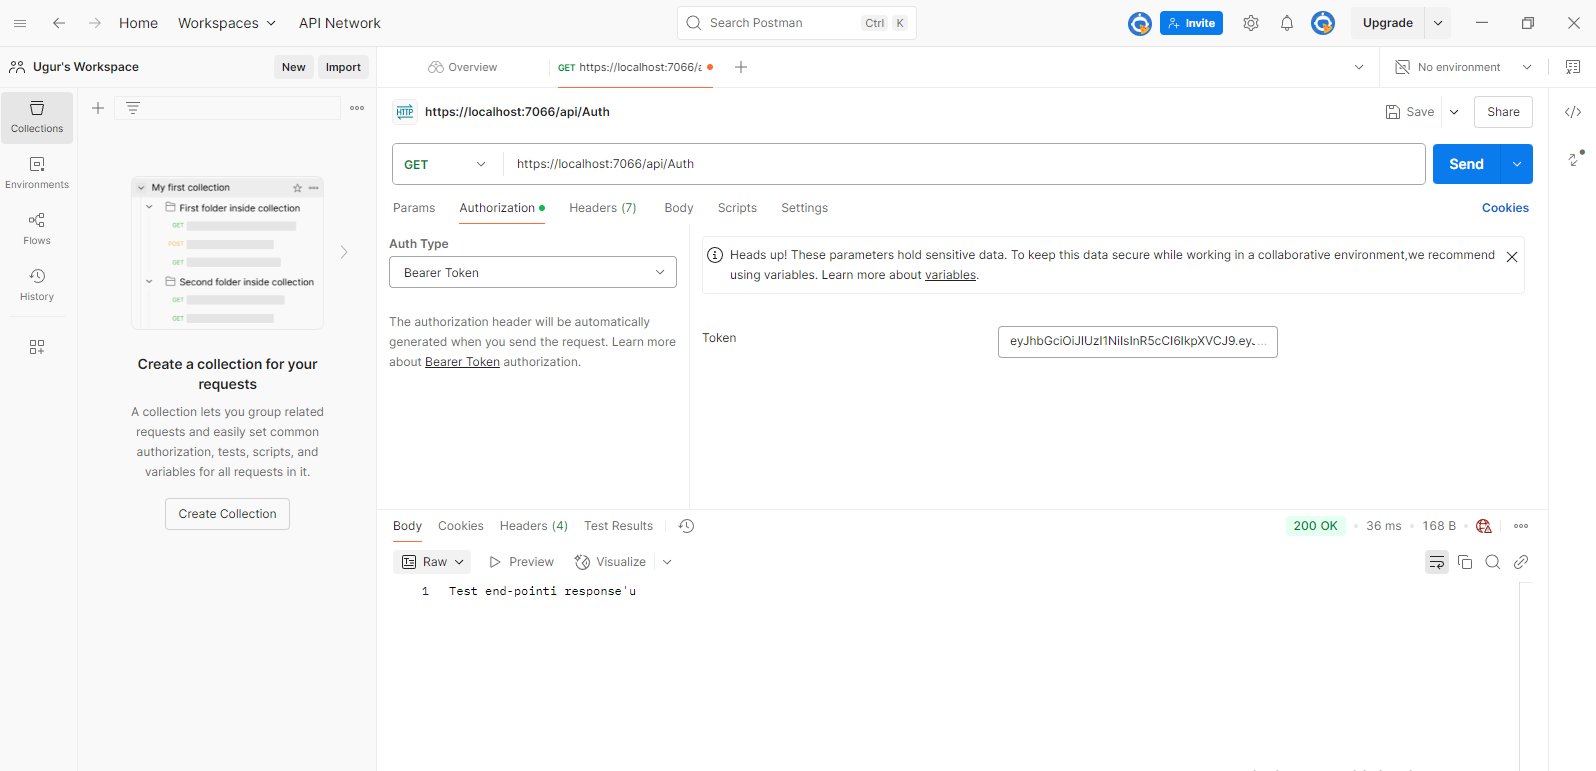 Home Workspaces API Network Search Postman Ctrl K Invite Upgrade
Ugur's Workspace New Import Overview GET https://localhost:7066/a No environment
Collections
Environments
Flows
History
My first collection
First folder inside collection
GET
POST
GET
Second folder inside collection
GET
GET
Create a collection for your
requests
A collection lets you group related
requests and easily set common
authorization, tests, scripts, and
variables for all requests in it.
Create Collection
HTTP https://localhost:7066/api/Auth Save Share
GET https://localhost:7066/api/Auth Send
Params Authorization Headers (7) Body Scripts Settings Cookies
Auth Type
Bearer Token
The authorization header will be automatically
generated when you send the request. Learn more
about Bearer Token authorization.
Heads up! These parameters hold sensitive data. To keep this data secure while working in a collaborative environment,we recommend
using variables. Learn more about variables.
Token eyJhbGciOiJIUzI1NiIsInR5cCI6IkpXVCJ9.eyJ...
Body Cookies Headers (4) Test Results 200 OK 36 ms 168 B
Raw Preview Visualize
1 Test end-pointi response'u